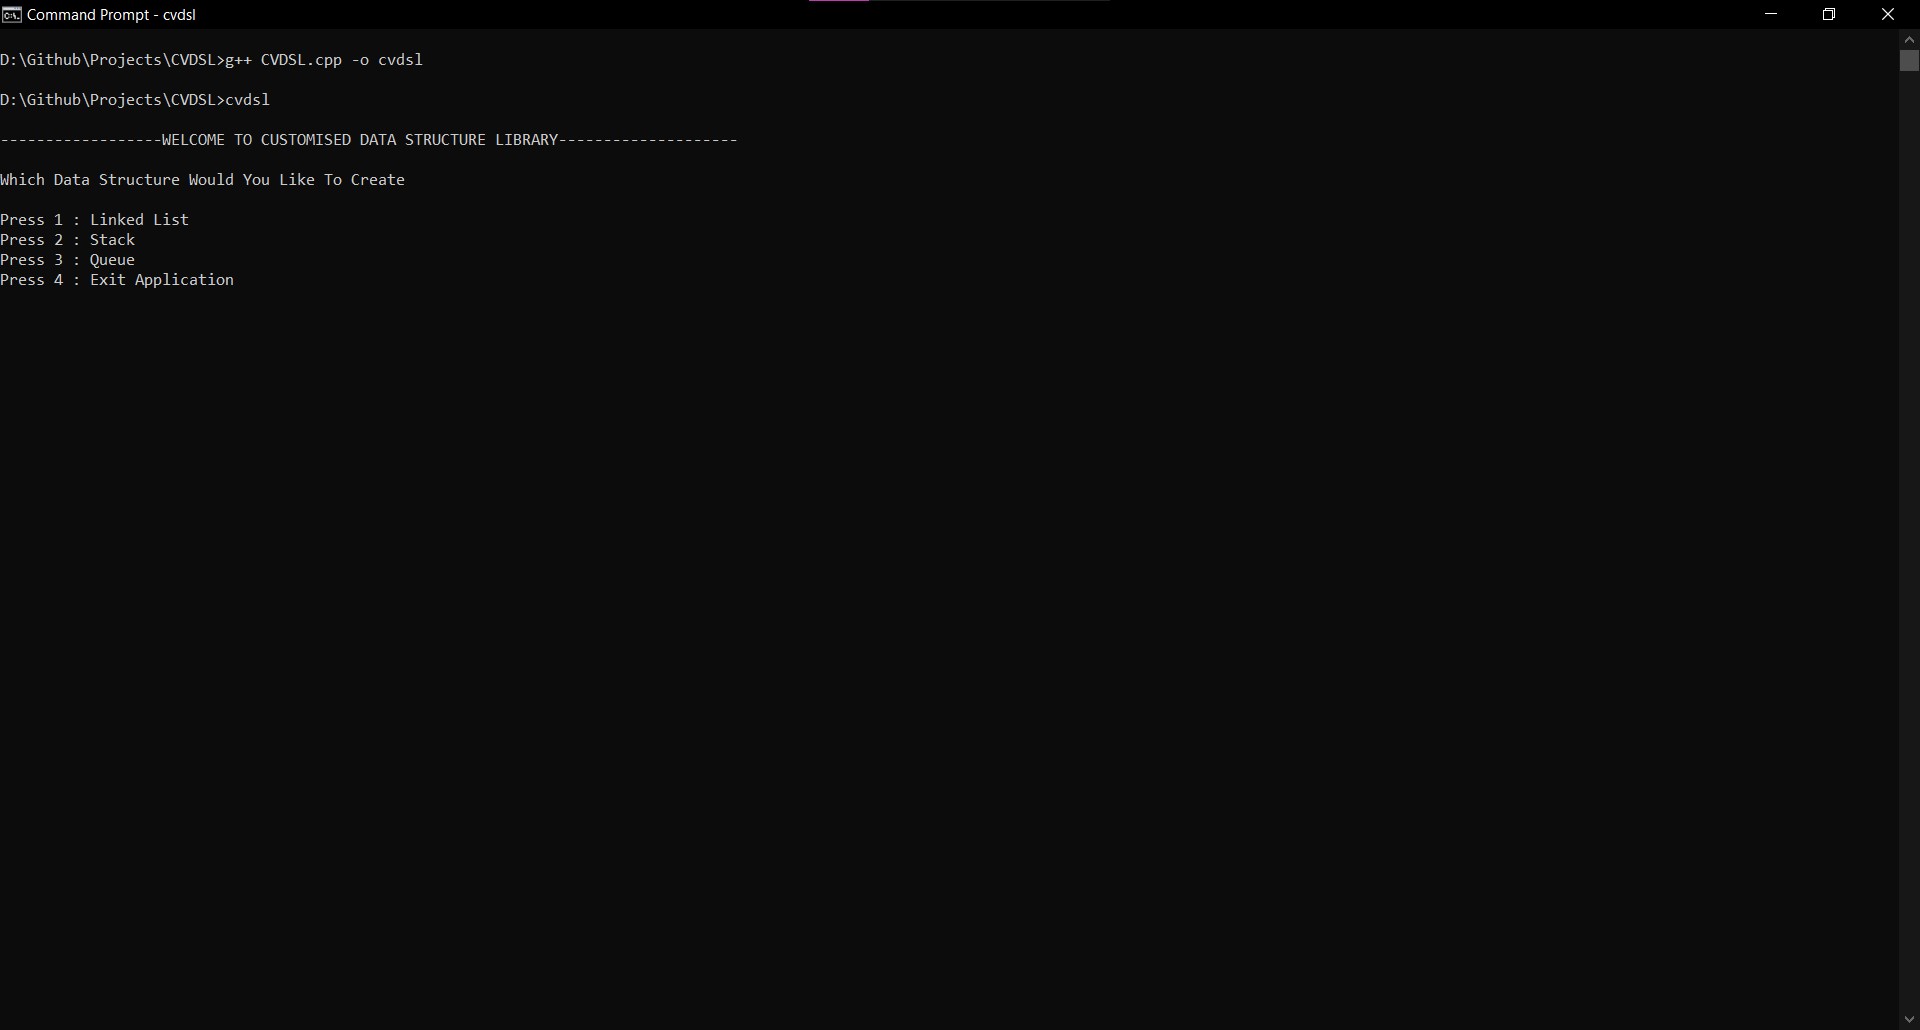 Command Prompt - cvdsl
D:\Github\Projects\CVDSL>g++ CVDSL.cpp -o cvdsl
D:\Github\Projects\CVDSL>cvdsl
------------------WELCOME TO CUSTOMISED DATA STRUCTURE LIBRARY--------------------
Which Data Structure Would You Like To Create
Press 1 : Linked List
Press 2 : Stack
Press 3 : Queue
Press 4 : Exit Application